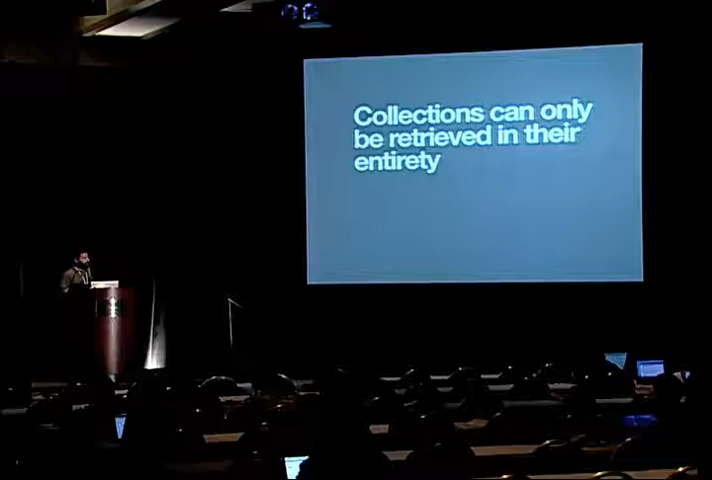 Collections can only
be retrieved in their
entirety